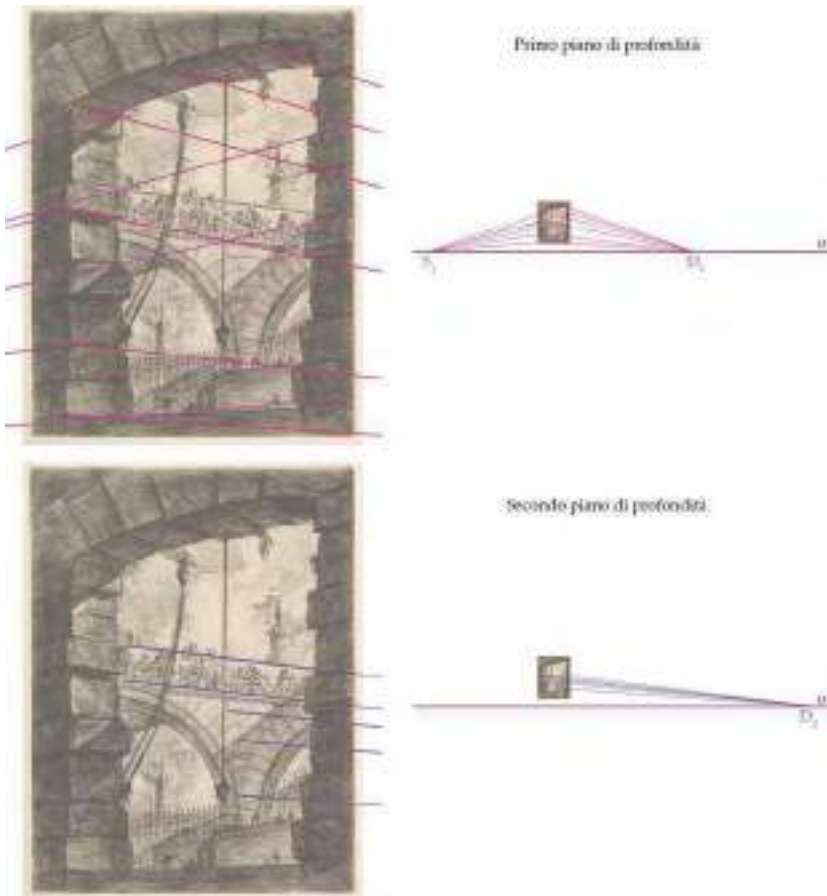 Primo piano di profondità
S₁ D₁
Secondo piano di profondità
D₂